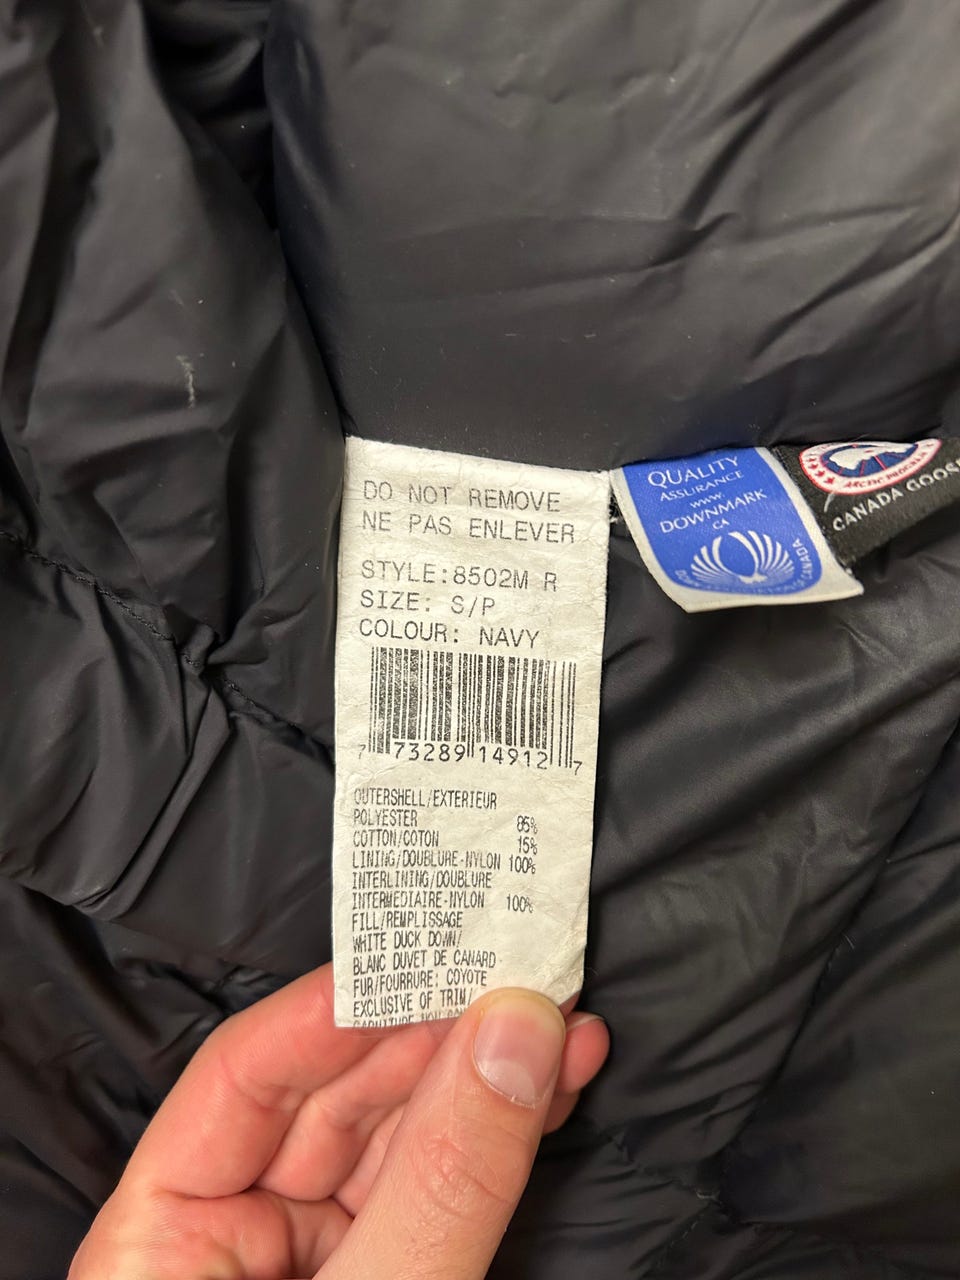 DO NOT REMOVE
NE PAS ENLEVER
STYLE:8502M R
SIZE: S/P
COLOUR: NAVY
7 73289 14912 7
OUTERSHELL/EXTERIEUR
POLYESTER 85%
COTTON/COTON 15%
LINING/DOUBLURE-NYLON 100%
INTERLINING/DOUBLURE
INTERMEDIAIRE-NYLON 100%
FILL/REMPLISSAGE
WHITE DUCK DOWN/
BLANC DUVET DE CANARD
FUR/FOURRURE: COYOTE
EXCLUSIVE OF TRIM/
QUALITY
ASSURANCE
www.
DOWNMARK
CA
ARCTIC PROGRAM
CANADA GOOSE